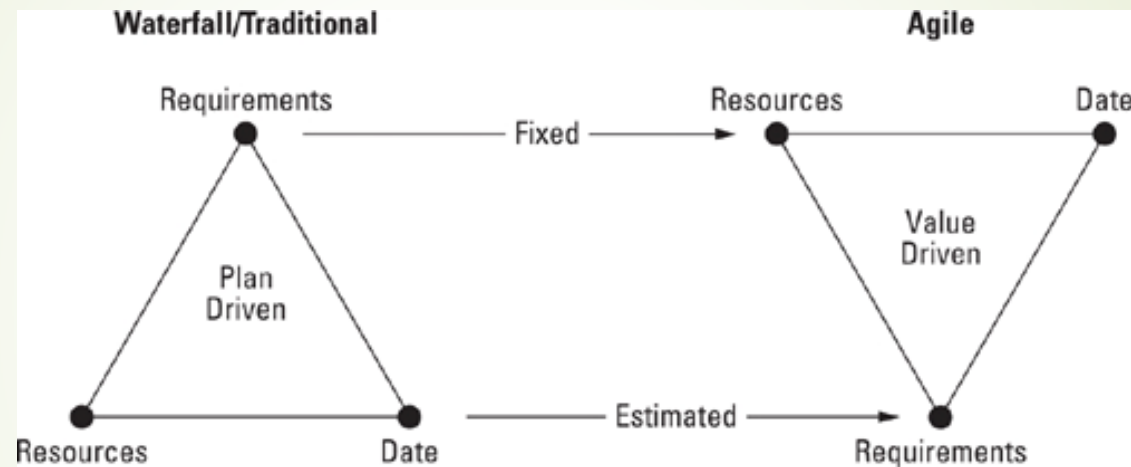 Waterfall/Traditional
Agile
Requirements
Resources
Date
Fixed
Plan
Driven
Value
Driven
Estimated
Resources
Date
Requirements